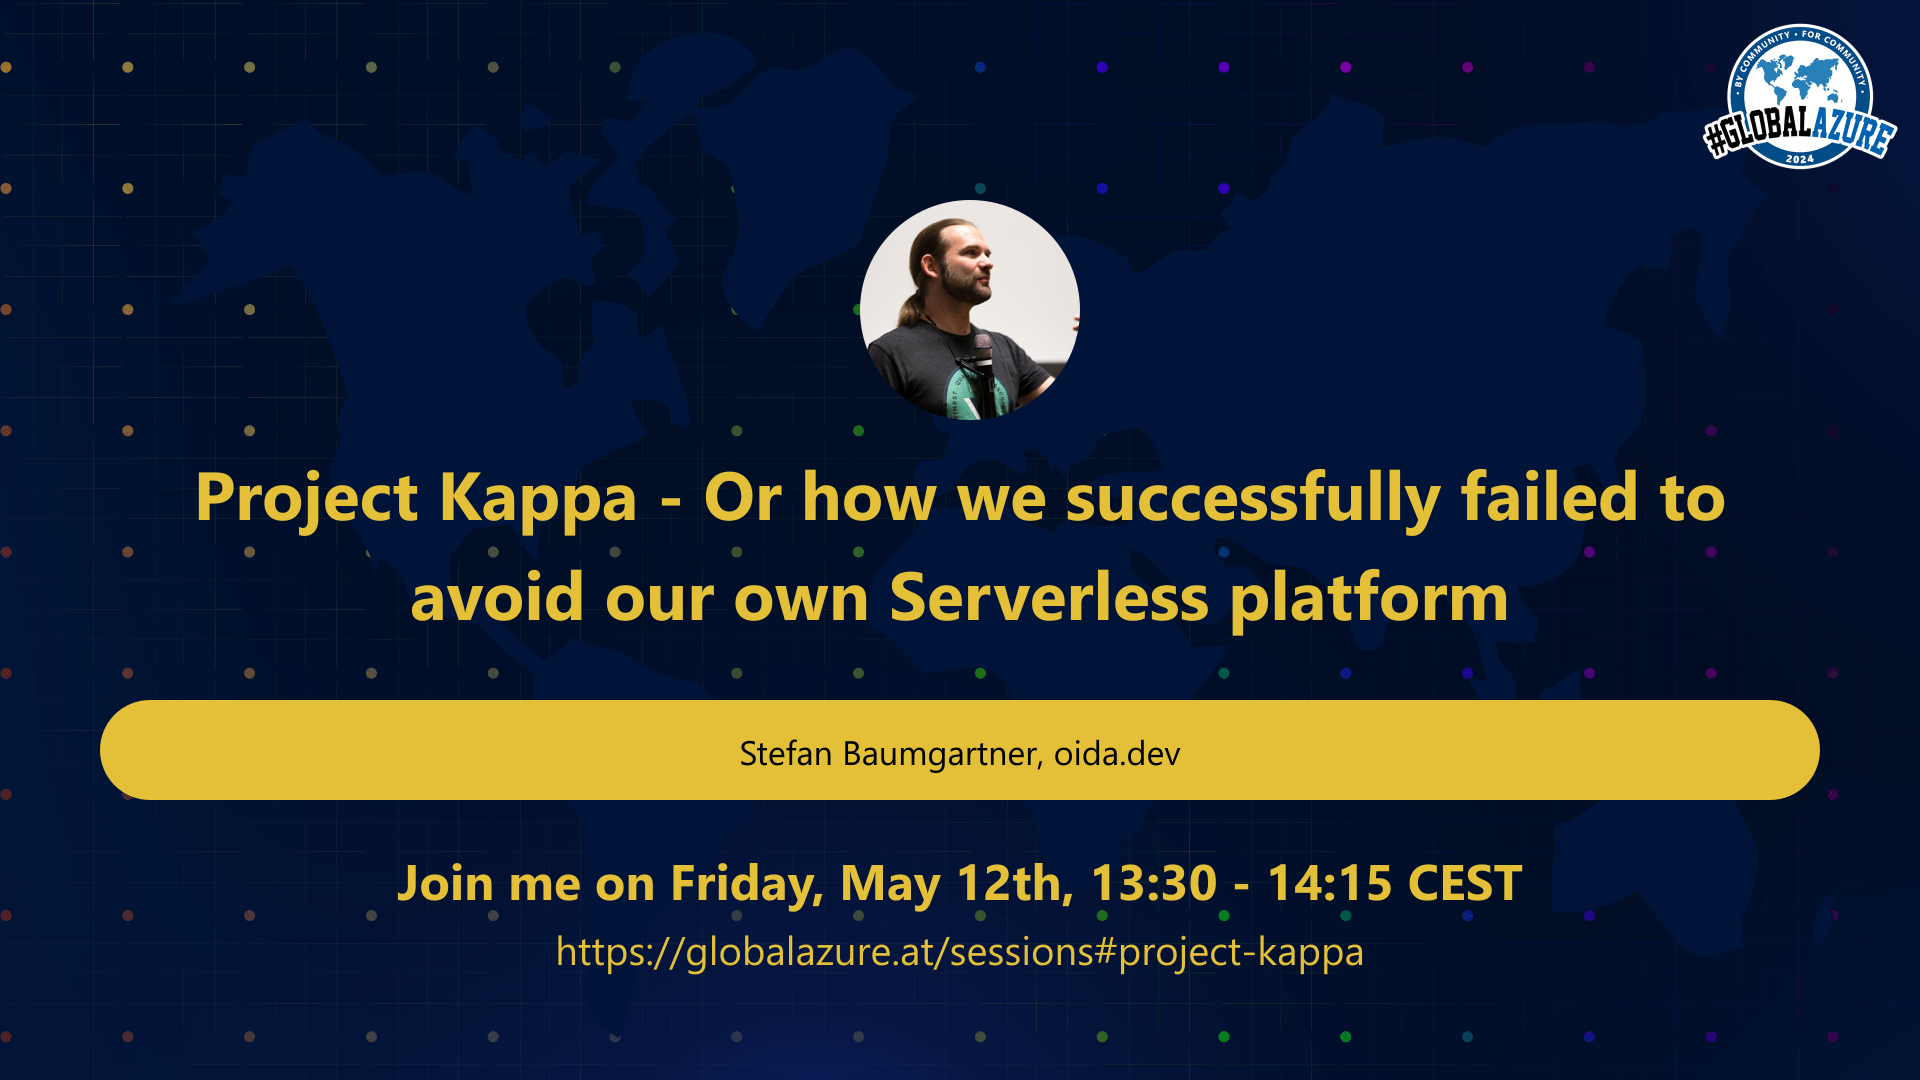 BY COMMUNITY • FOR COMMUNITY
#GLOBALAZURE
2024
Project Kappa - Or how we successfully failed to
avoid our own Serverless platform
Stefan Baumgartner, oida.dev
Join me on Friday, May 12th, 13:30 - 14:15 CEST
https://globalazure.at/sessions#project-kappa